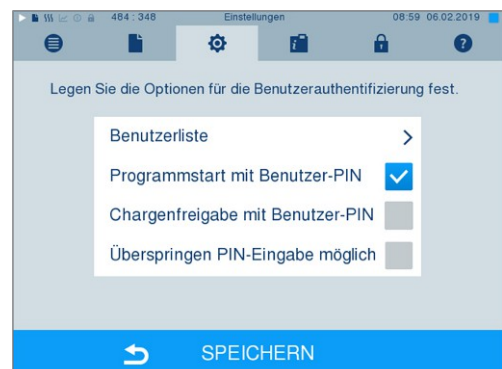 484 : 348 Einstellungen 08:59 06.02.2019
Legen Sie die Optionen für die Benutzerauthentifizierung fest.
Benutzerliste
Programmstart mit Benutzer-PIN
Chargenfreigabe mit Benutzer-PIN
Überspringen PIN-Eingabe möglich
SPEICHERN